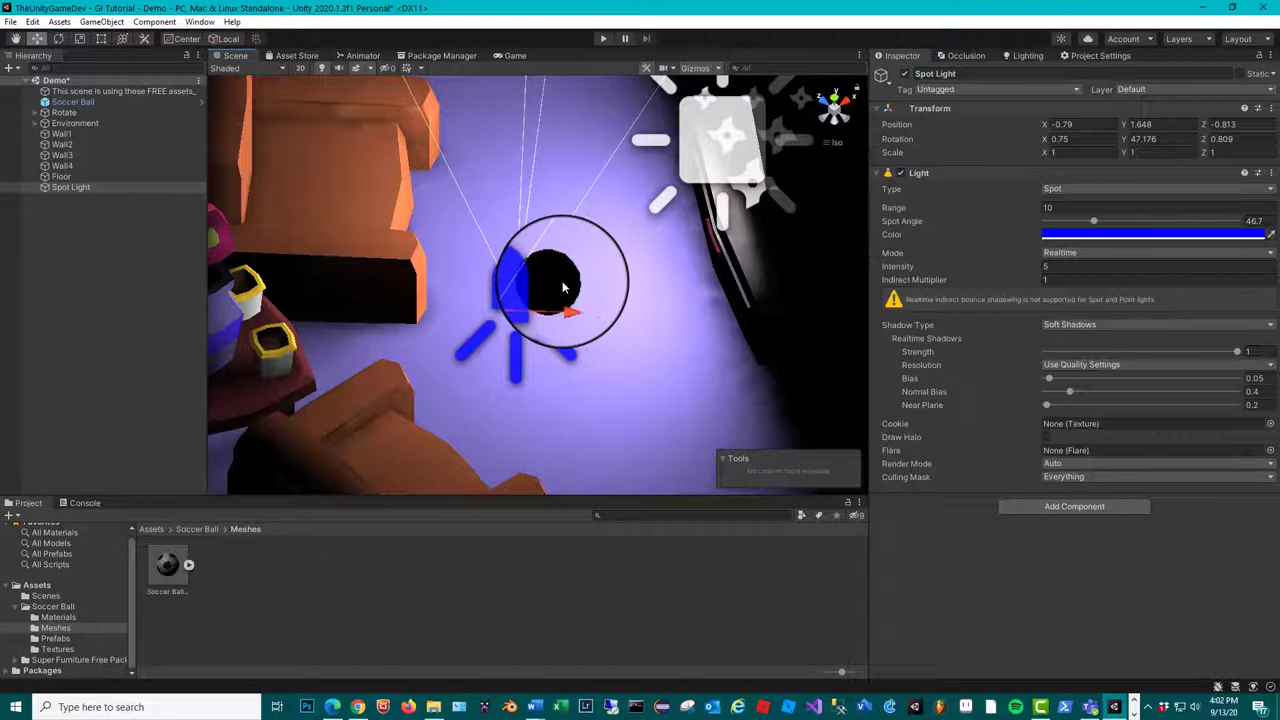 TheUnityGameDev - GI Tutorial - Demo - PC, Mac & Linux Standalone - Unity 2020.1.3f1 Personal* <DX11>
File Edit Assets GameObject Component Window Help
Center Local Account Layers Layout
Hierarchy
Scene Asset Store Animator Package Manager Game
Inspector Occlusion Lighting Project Settings
All
Shaded 2D 0 Gizmos All
Spot Light Static
Tag Untagged Layer Default
Demo*
This scene is using these FREE assets_
Soccer Ball
Rotate
Environment
Wall1
Wall2
Wall3
Wall4
Floor
Spot Light
y
x
z
Iso
Transform
Position X -0.79 Y 1.648 Z -0.813
Rotation X 0.75 Y 47.176 Z 0.809
Scale X 1 Y 1 Z 1
Light
Type Spot
Range 10
Spot Angle 46.7
Color
Mode Realtime
Intensity 5
Indirect Multiplier 1
Realtime indirect bounce shadowing is not supported for Spot and Point lights.
Shadow Type Soft Shadows
Realtime Shadows
Strength 1
Resolution Use Quality Settings
Bias 0.05
Normal Bias 0.4
Near Plane 0.2
Cookie None (Texture)
Draw Halo
Flare None (Flare)
Render Mode Auto
Culling Mask Everything
Add Component
Tools
No custom tools available
Project Console
9
Favorites
All Materials
All Models
All Prefabs
All Scripts
Assets
Scenes
Soccer Ball
Materials
Meshes
Prefabs
Textures
Super Furniture Free Pac
Packages
Assets Soccer Ball Meshes
Soccer Ball...
Type here to search
4:02 PM
9/13/20